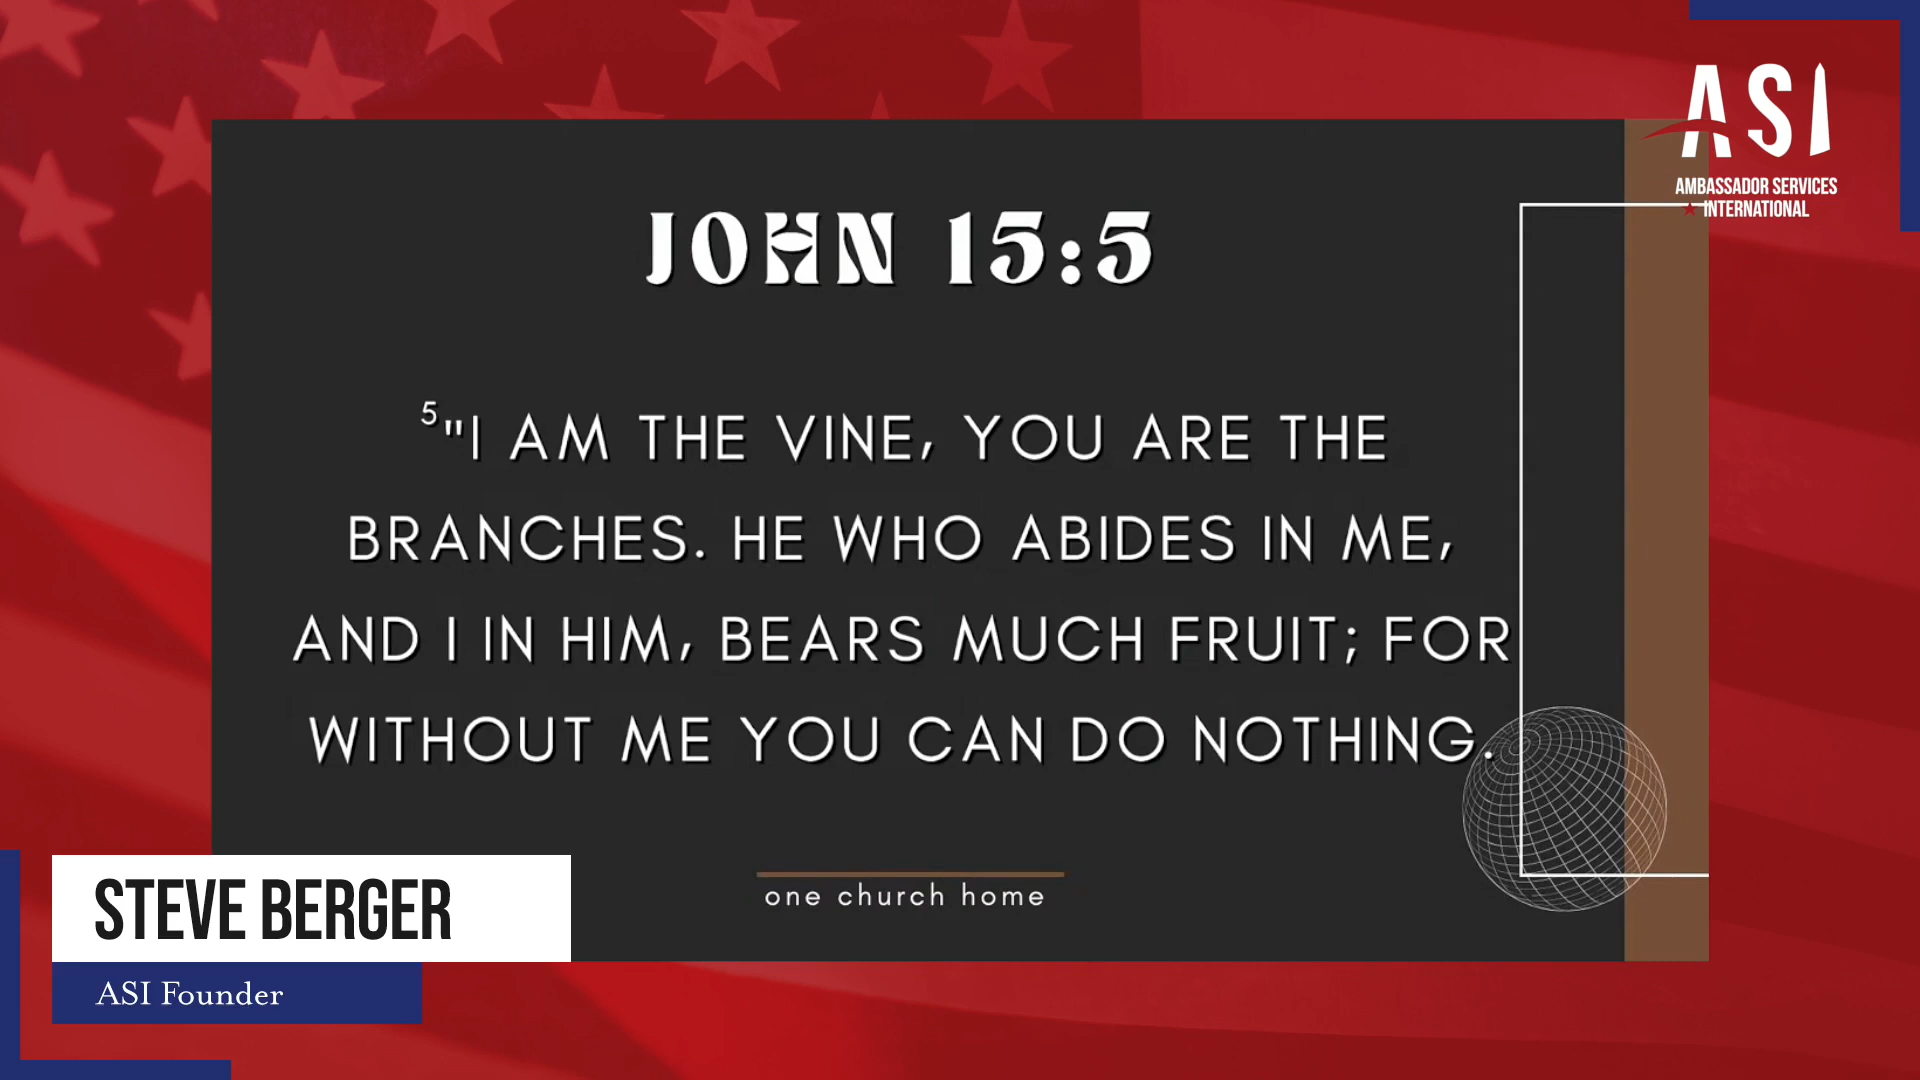 ASI
AMBASSADOR SERVICES
INTERNATIONAL
JOHN 15:5
5"I AM THE VINE, YOU ARE THE
BRANCHES. HE WHO ABIDES IN ME,
AND I IN HIM, BEARS MUCH FRUIT; FOR
WITHOUT ME YOU CAN DO NOTHING.
one church home
STEVE BERGER
ASI Founder